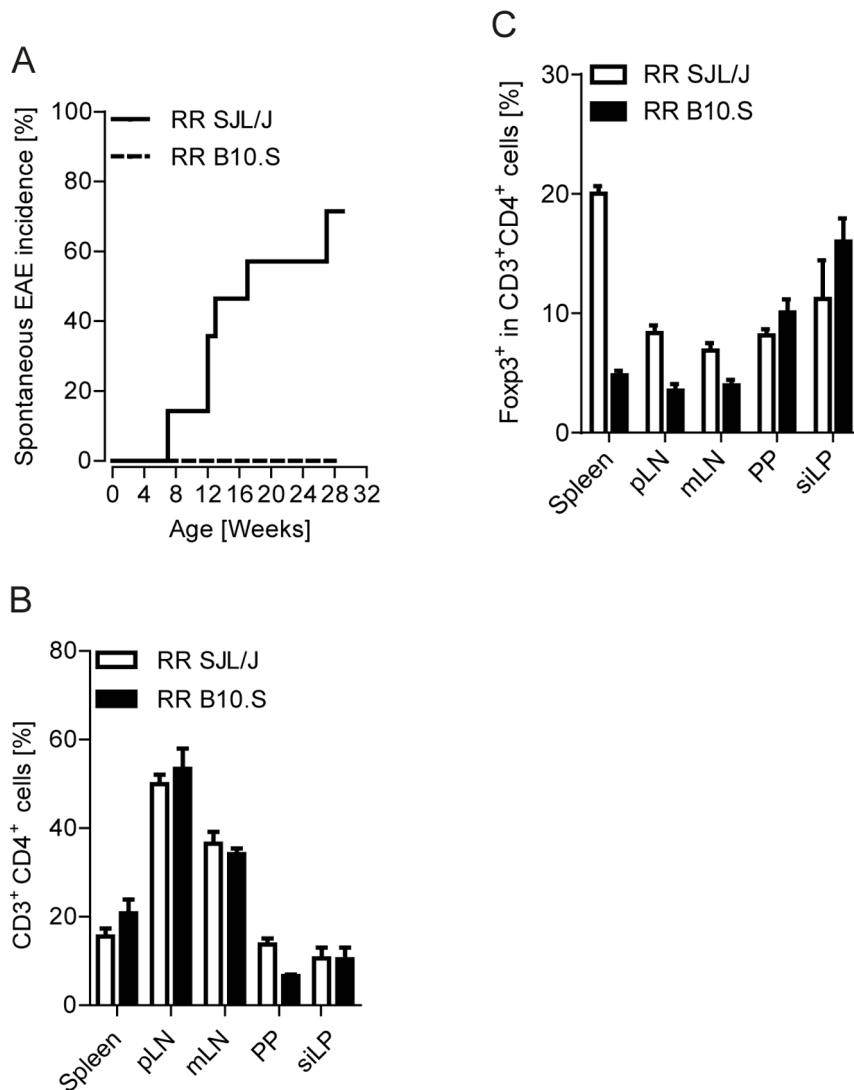 A
Spontaneous EAE incidence [%]
100
80
60
40
20
0
RR SJL/J
RR B10.S
0 4 8 12 16 20 24 28 32
Age [Weeks]
C
Foxp3⁺ in CD3⁺CD4⁺ cells [%]
30
20
10
0
RR SJL/J
RR B10.S
Spleen pLN mLN PP siLP
B
CD3⁺ CD4⁺ cells [%]
80
60
40
20
0
RR SJL/J
RR B10.S
Spleen pLN mLN PP siLP